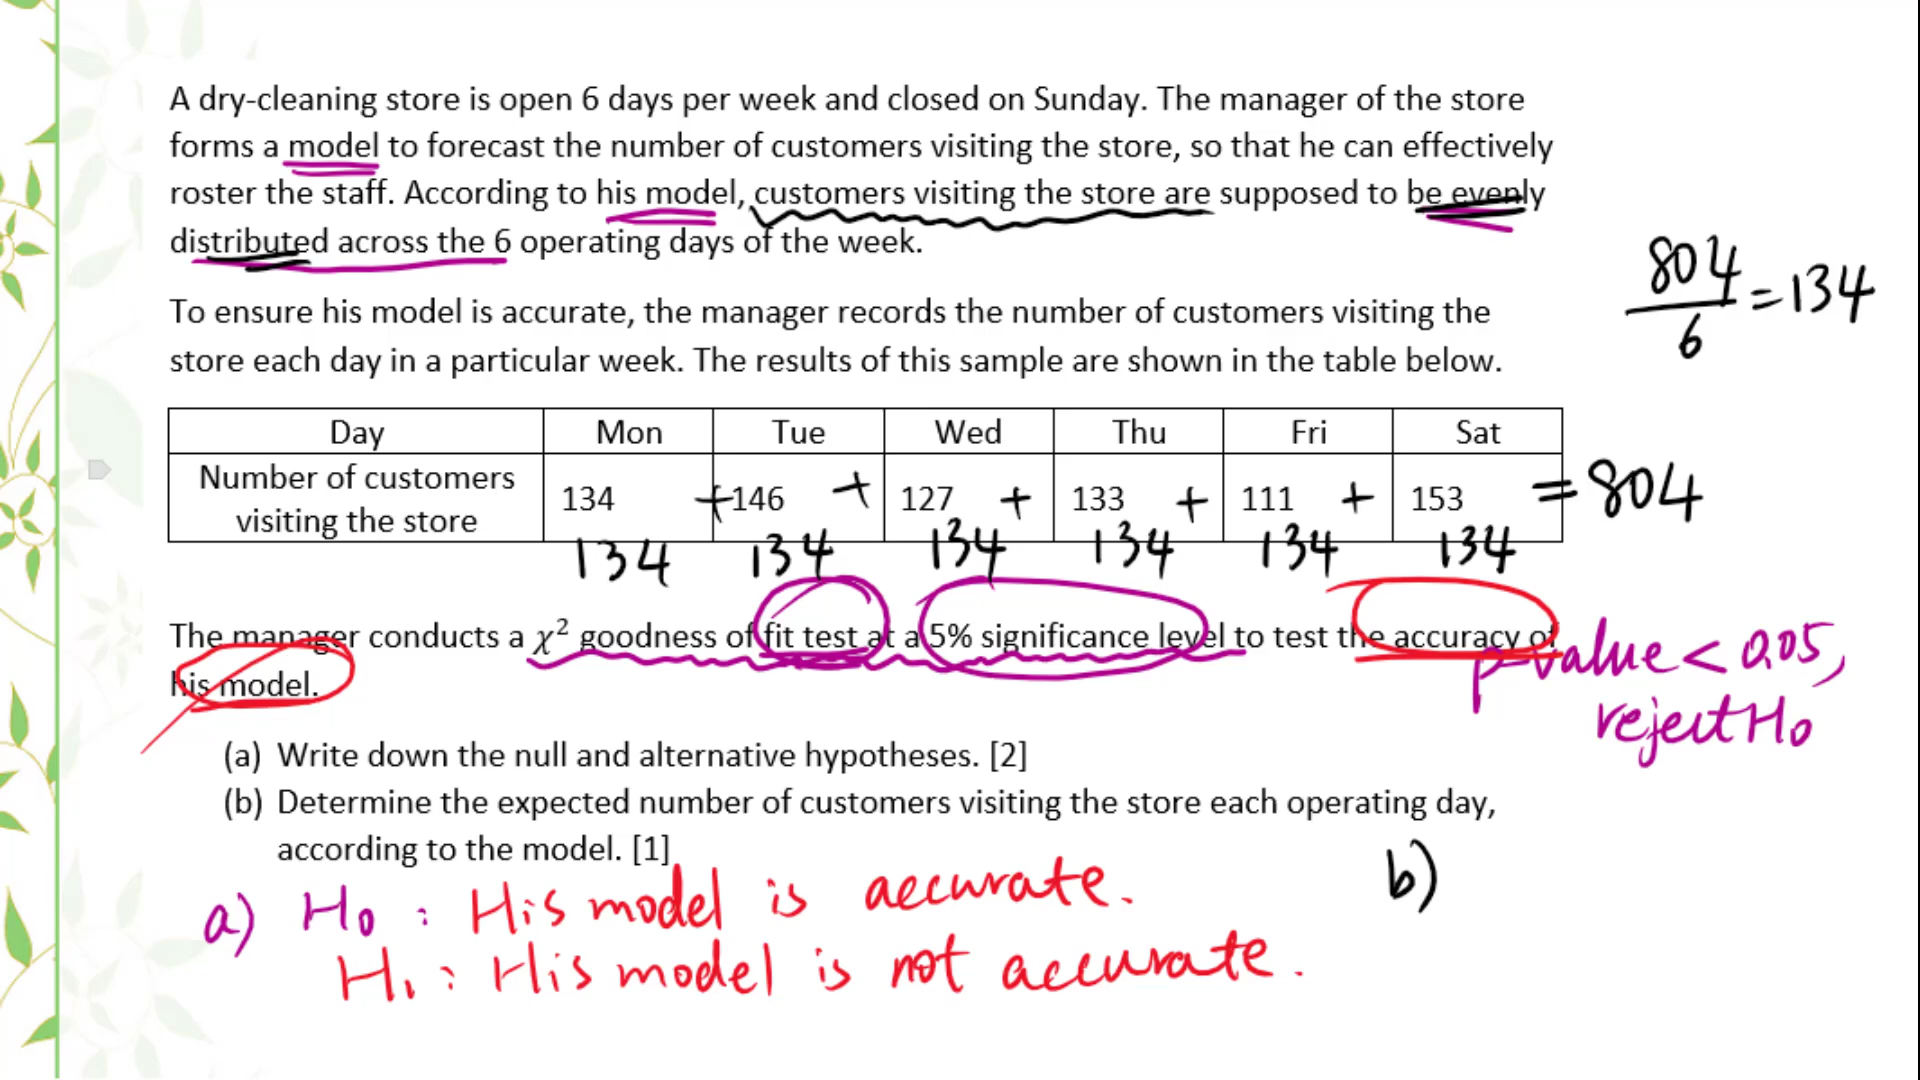 A dry-cleaning store is open 6 days per week and closed on Sunday. The manager of the store
forms a model to forecast the number of customers visiting the store, so that he can effectively
roster the staff. According to his model, customers visiting the store are supposed to be evenly
distributed across the 6 operating days of the week.
804
6
=134
To ensure his model is accurate, the manager records the number of customers visiting the
store each day in a particular week. The results of this sample are shown in the table below.
Day Mon Tue Wed Thu Fri Sat
Number of customers
visiting the store
134 + 146 + 127 + 133 + 111 + 153 = 804
134 134 134 134 134 134
The manager conducts a χ² goodness of fit test at a 5% significance level to test the accuracy of
his model.
p-value < 0.05,
reject H₀
(a) Write down the null and alternative hypotheses. [2]
(b) Determine the expected number of customers visiting the store each operating day,
according to the model. [1]
a) H₀ : His model is accurate.
H₁ : His model is not accurate.
b)